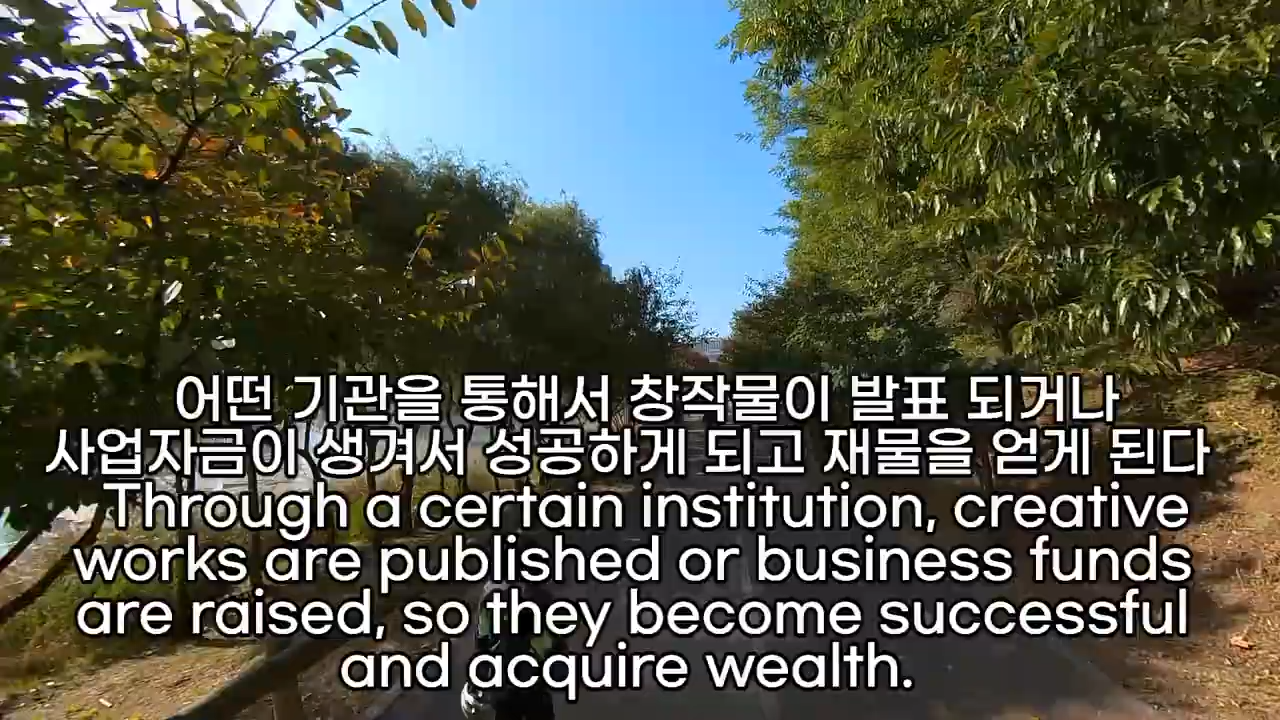 어떤 기관을 통해서 창작물이 발표 되거나
사업자금이 생겨서 성공하게 되고 재물을 얻게 된다
Through a certain institution, creative
works are published or business funds
are raised, so they become successful
and acquire wealth.